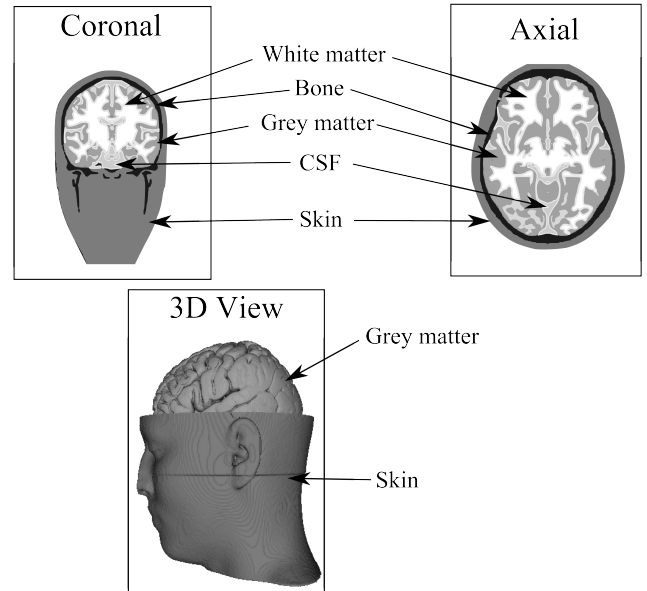 Coronal
Axial
White matter
Bone
Grey matter
CSF
Skin
3D View
Grey matter
Skin